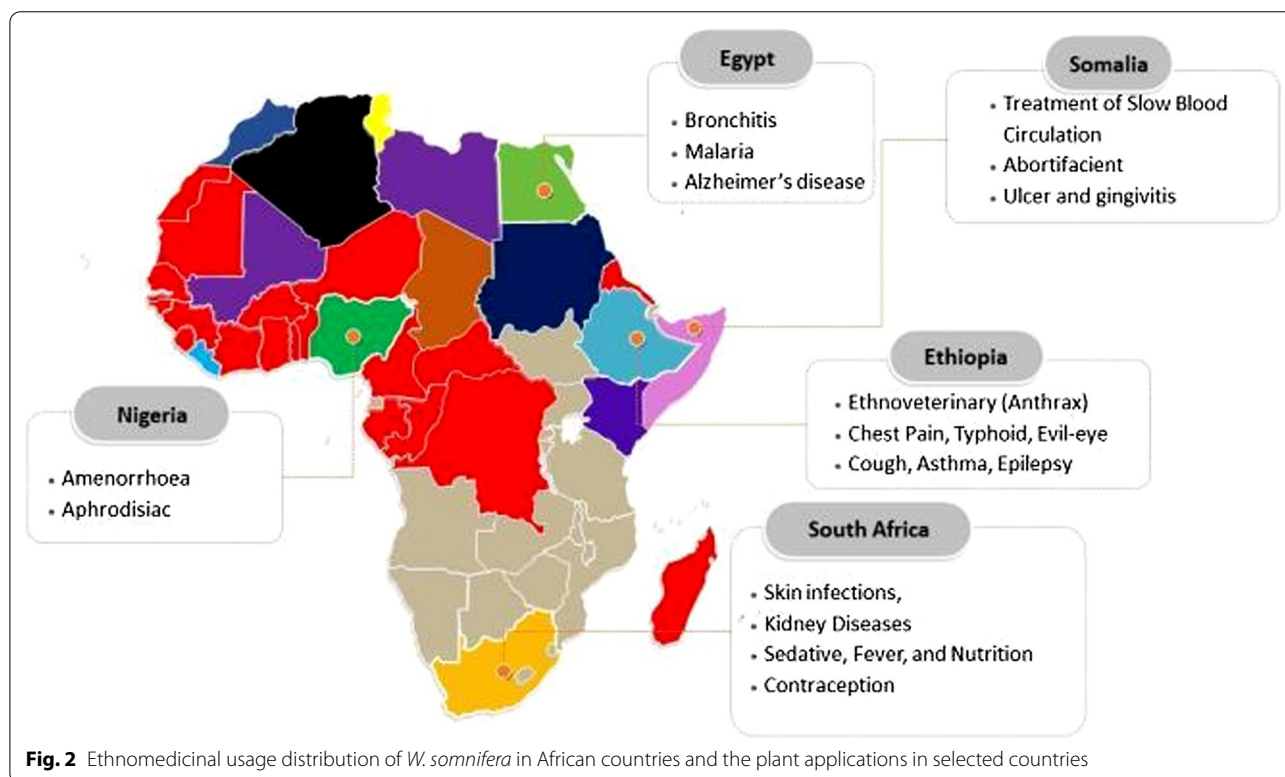 Egypt
• Bronchitis
• Malaria
• Alzheimer's disease
Somalia
• Treatment of Slow Blood
Circulation
• Abortifacient
• Ulcer and gingivitis
Ethiopia
• Ethnoveterinary (Anthrax)
• Chest Pain, Typhoid, Evil-eye
• Cough, Asthma, Epilepsy
Nigeria
• Amenorrhoea
• Aphrodisiac
South Africa
• Skin infections,
• Kidney Diseases
• Sedative, Fever, and Nutrition
• Contraception
Fig. 2 Ethnomedicinal usage distribution of W. somnifera in African countries and the plant applications in selected countries